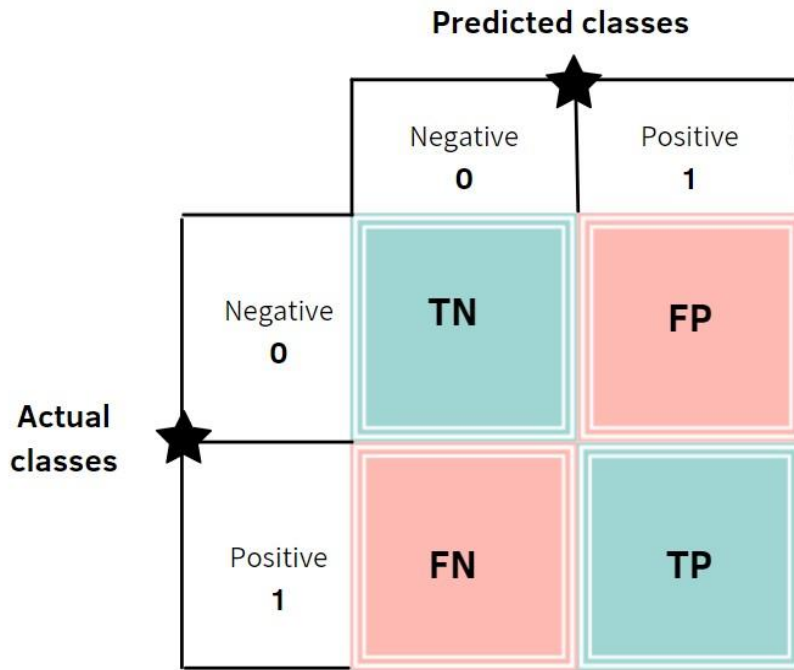 Predicted classes
Negative Positive
0 1
Negative
0
TN FP
Actual
classes
Positive
1
FN TP